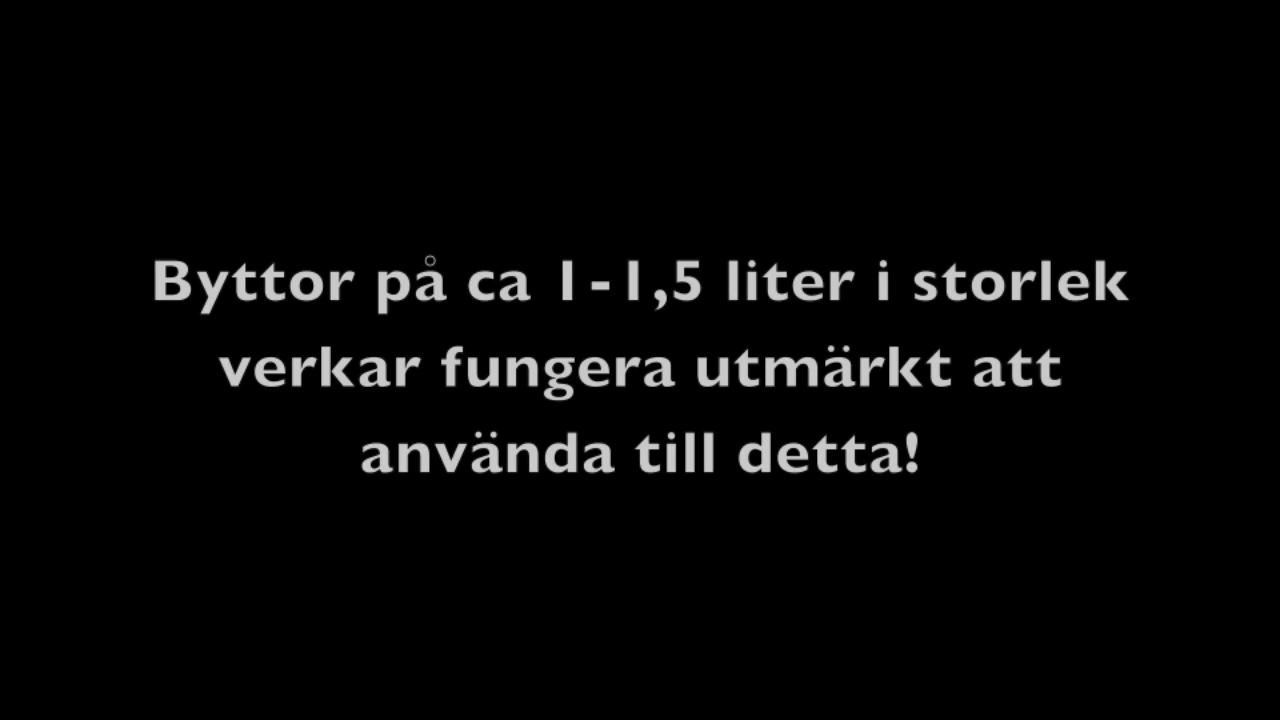 Byttor på ca 1-1,5 liter i storlek
verkar fungera utmärkt att
använda till detta!